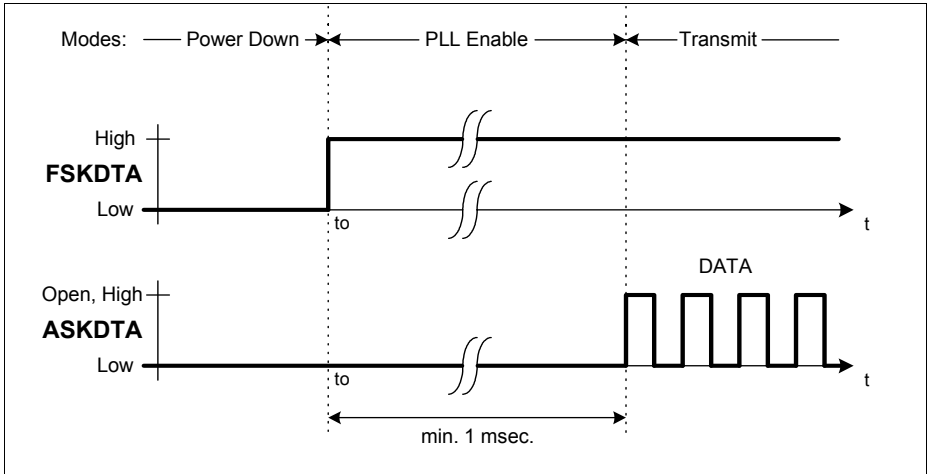 Modes: Power Down PLL Enable Transmit
High
FSKDTA
Low
to
t
DATA
Open, High
ASKDTA
Low
to
t
min. 1 msec.